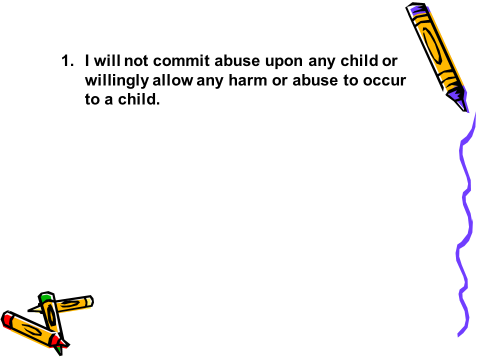 1. I will not commit abuse upon any child or
willingly allow any harm or abuse to occur
to a child.